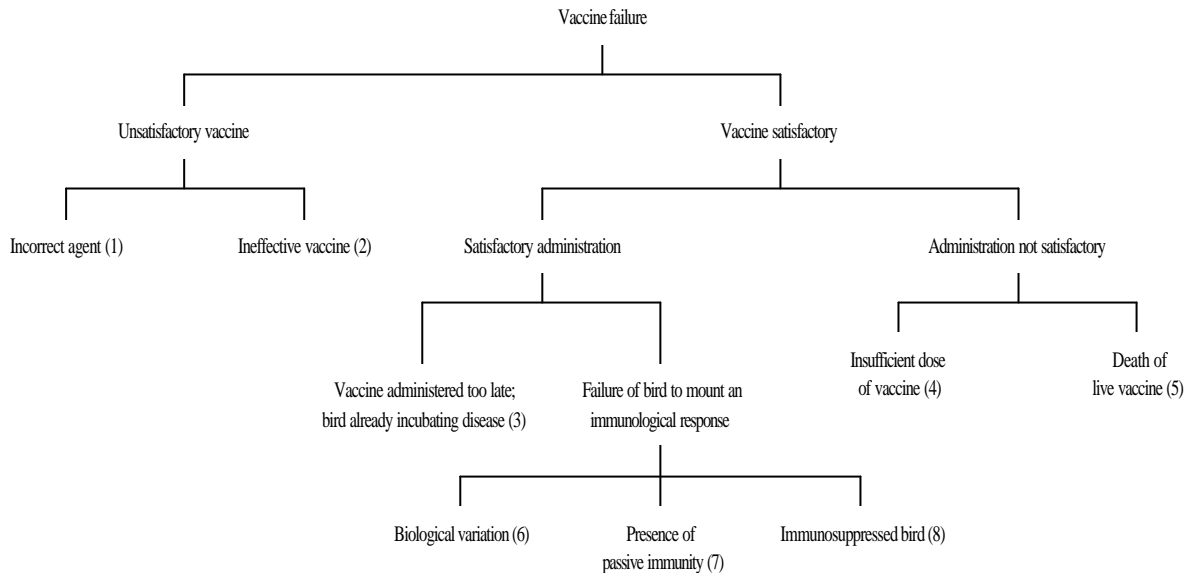 Vaccine failure
Unsatisfactory vaccine
Vaccine satisfactory
Incorrect agent (1)
Ineffective vaccine (2)
Satisfactory administration
Administration not satisfactory
Vaccine administered too late;
bird already incubating disease (3)
Failure of bird to mount an
immunological response
Insufficient dose
of vaccine (4)
Death of
live vaccine (5)
Biological variation (6)
Presence of
passive immunity (7)
Immunosuppressed bird (8)